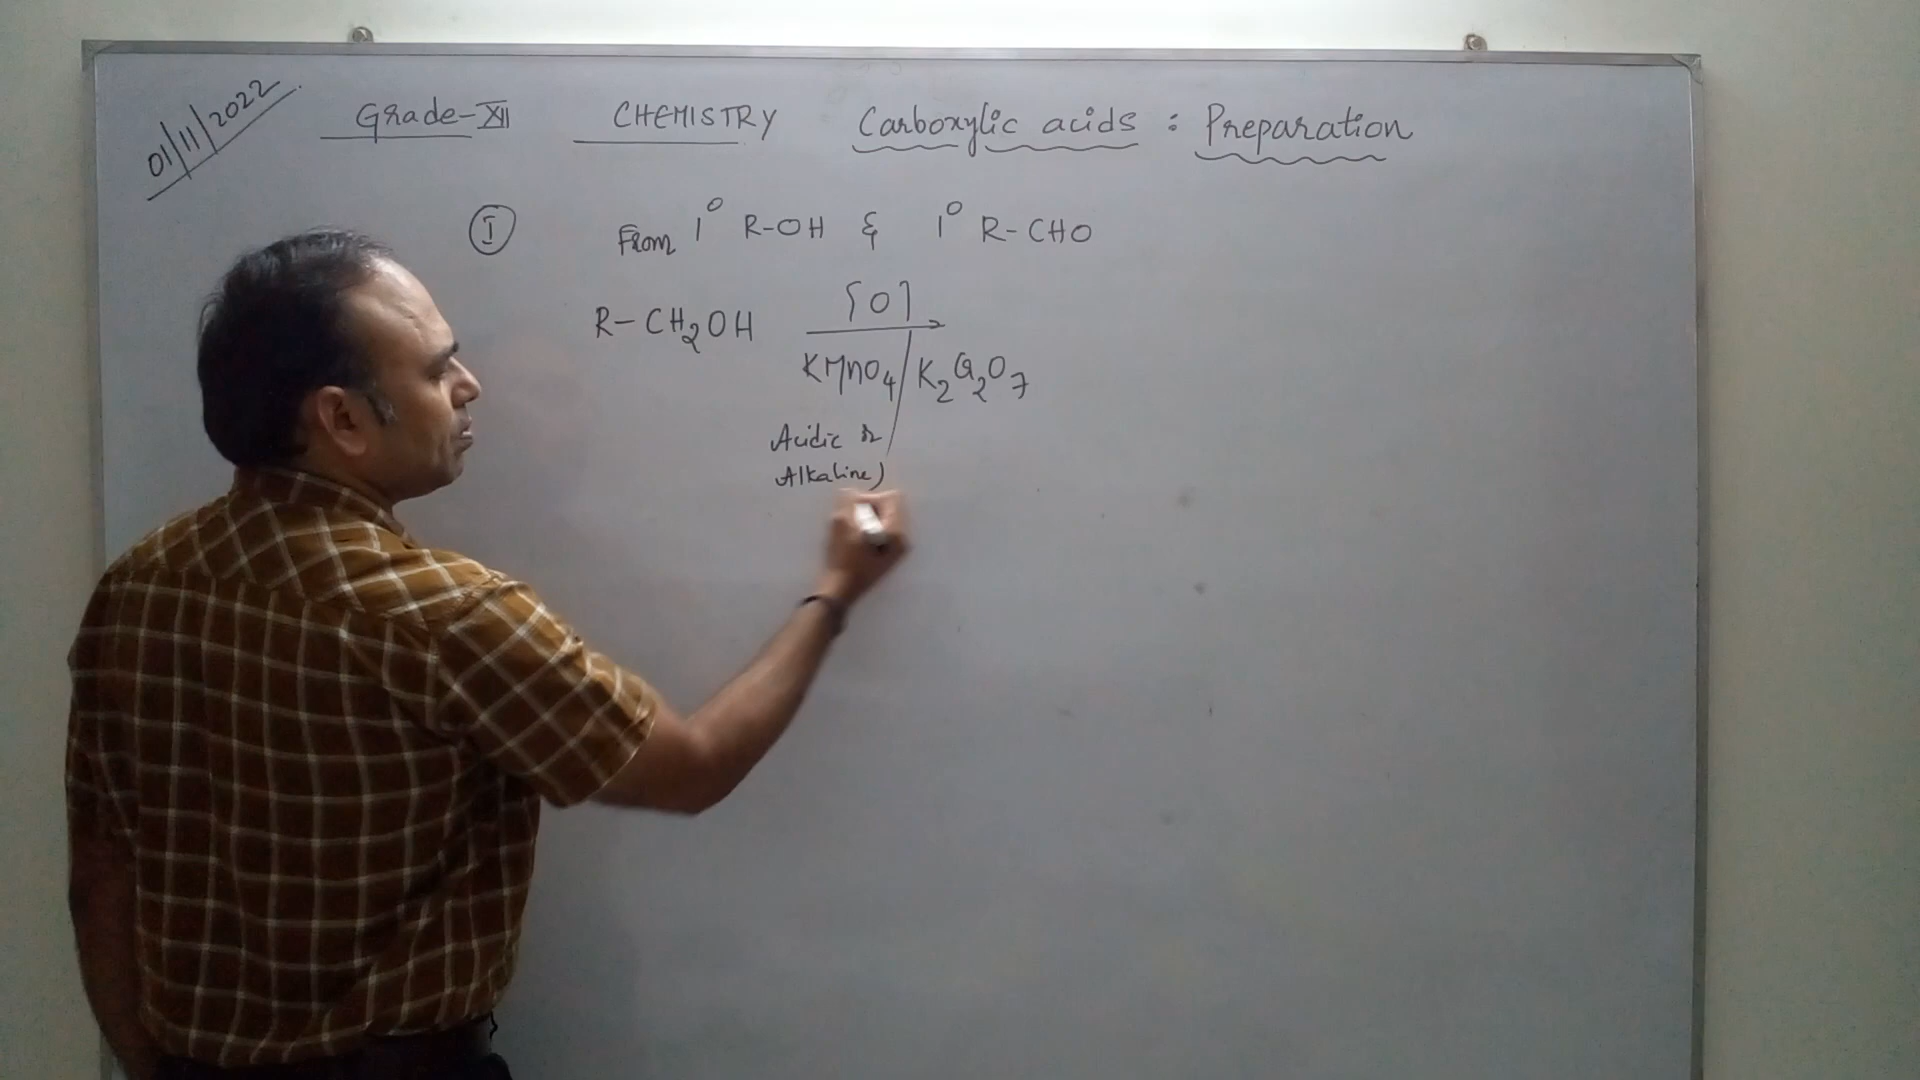 01/11/2022
Grade-XII CHEMISTRY Carboxylic acids : Preparation
I From 1° R-OH & 1° R-CHO
R-CH₂OH [O]
KMnO₄/K₂Cr₂O₇
Acidic or
Alkaline)